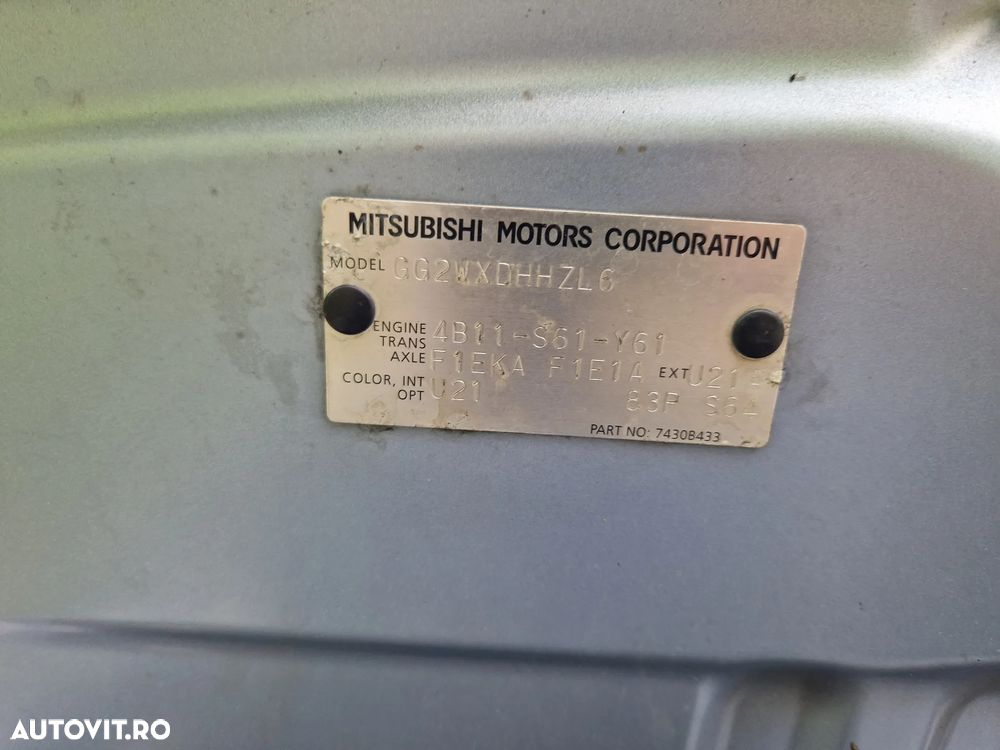 MITSUBISHI MOTORS CORPORATION
MODEL GG2WXDHHZL6
ENGINE 4B11-S61-Y61
TRANS
AXLE F1EKA F1E1A EXT U21
COLOR, INT
OPT U21 83P S64
PART NO: 7430B433
AUTOVIT.RO